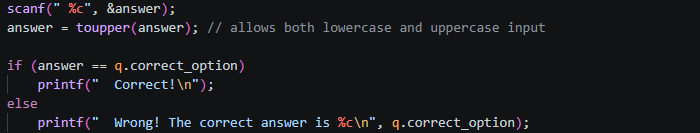 scanf(" %c", &answer);
answer = toupper(answer); // allows both lowercase and uppercase input

if (answer == q.correct_option)
    printf("  Correct!\n");
else
    printf("  Wrong! The correct answer is %c\n", q.correct_option);